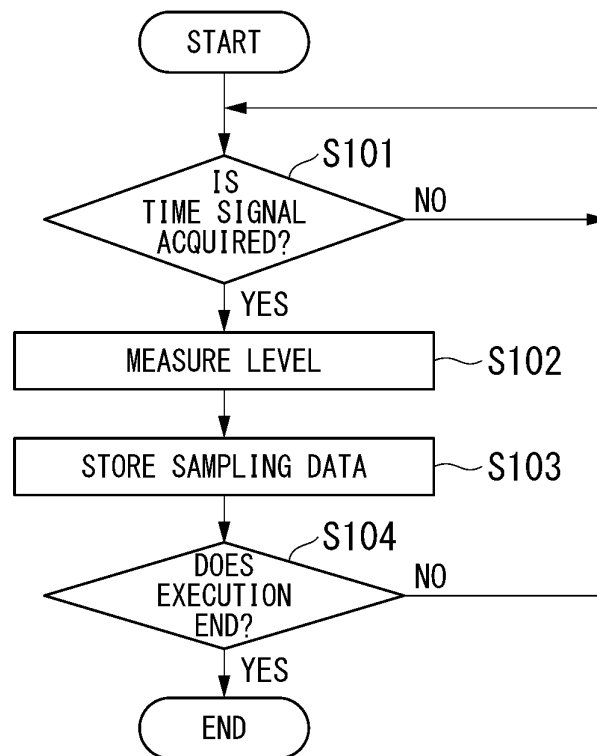 START
S101
IS
TIME SIGNAL
ACQUIRED?
NO
YES
MEASURE LEVEL
S102
STORE SAMPLING DATA
S103
S104
DOES
EXECUTION
END?
NO
YES
END